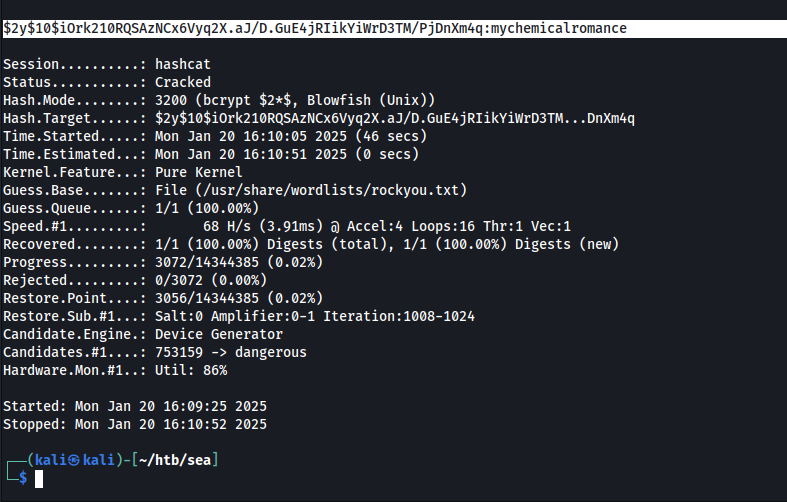 $2y$10$iOrk210RQSAzNCx6Vyq2X.aJ/D.GuE4jRIikYiWrD3TM/PjDnXm4q:mychemicalromance
Session..........: hashcat
Status...........: Cracked
Hash.Mode........: 3200 (bcrypt $2*$, Blowfish (Unix))
Hash.Target......: $2y$10$iOrk210RQSAzNCx6Vyq2X.aJ/D.GuE4jRIikYiWrD3TM...DnXm4q
Time.Started.....: Mon Jan 20 16:10:05 2025 (46 secs)
Time.Estimated...: Mon Jan 20 16:10:51 2025 (0 secs)
Kernel.Feature...: Pure Kernel
Guess.Base.......: File (/usr/share/wordlists/rockyou.txt)
Guess.Queue......: 1/1 (100.00%)
Speed.#1.........:       68 H/s (3.91ms) @ Accel:4 Loops:16 Thr:1 Vec:1
Recovered........: 1/1 (100.00%) Digests (total), 1/1 (100.00%) Digests (new)
Progress.........: 3072/14344385 (0.02%)
Rejected.........: 0/3072 (0.00%)
Restore.Point....: 3056/14344385 (0.02%)
Restore.Sub.#1...: Salt:0 Amplifier:0-1 Iteration:1008-1024
Candidate.Engine.: Device Generator
Candidates.#1....: 753159 -> dangerous
Hardware.Mon.#1..: Util: 86%
Started: Mon Jan 20 16:09:25 2025
Stopped: Mon Jan 20 16:10:52 2025
┌──(kali㉿kali)-[~/htb/sea]
└─$